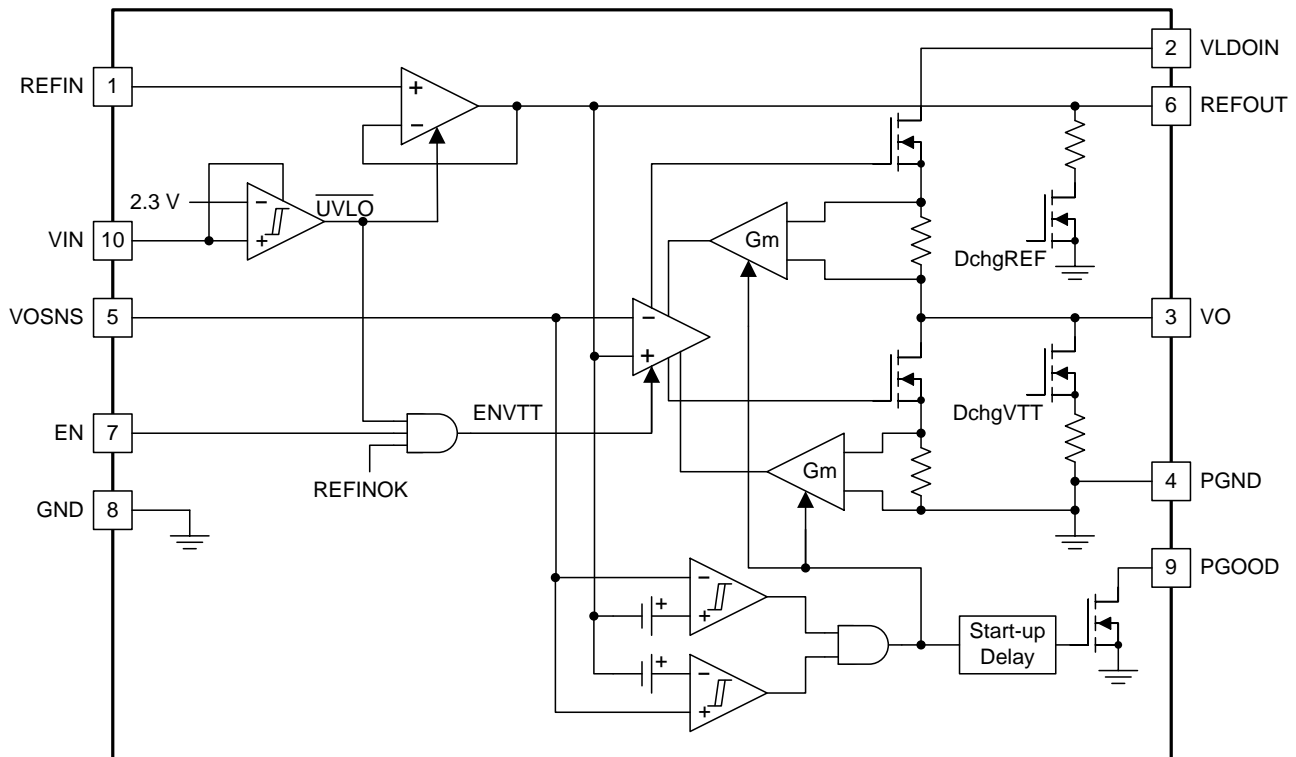 2 VLDOIN
REFIN 1
+
−
6 REFOUT
2.3 V
−
+
UVLO
VIN 10
Gm
DchgREF
VOSNS 5
−
+
3 VO
DchgVTT
EN 7
ENVTT
REFINOK
Gm
4 PGND
GND 8
9 PGOOD
−
+
+
Start-up
Delay
+
−
+